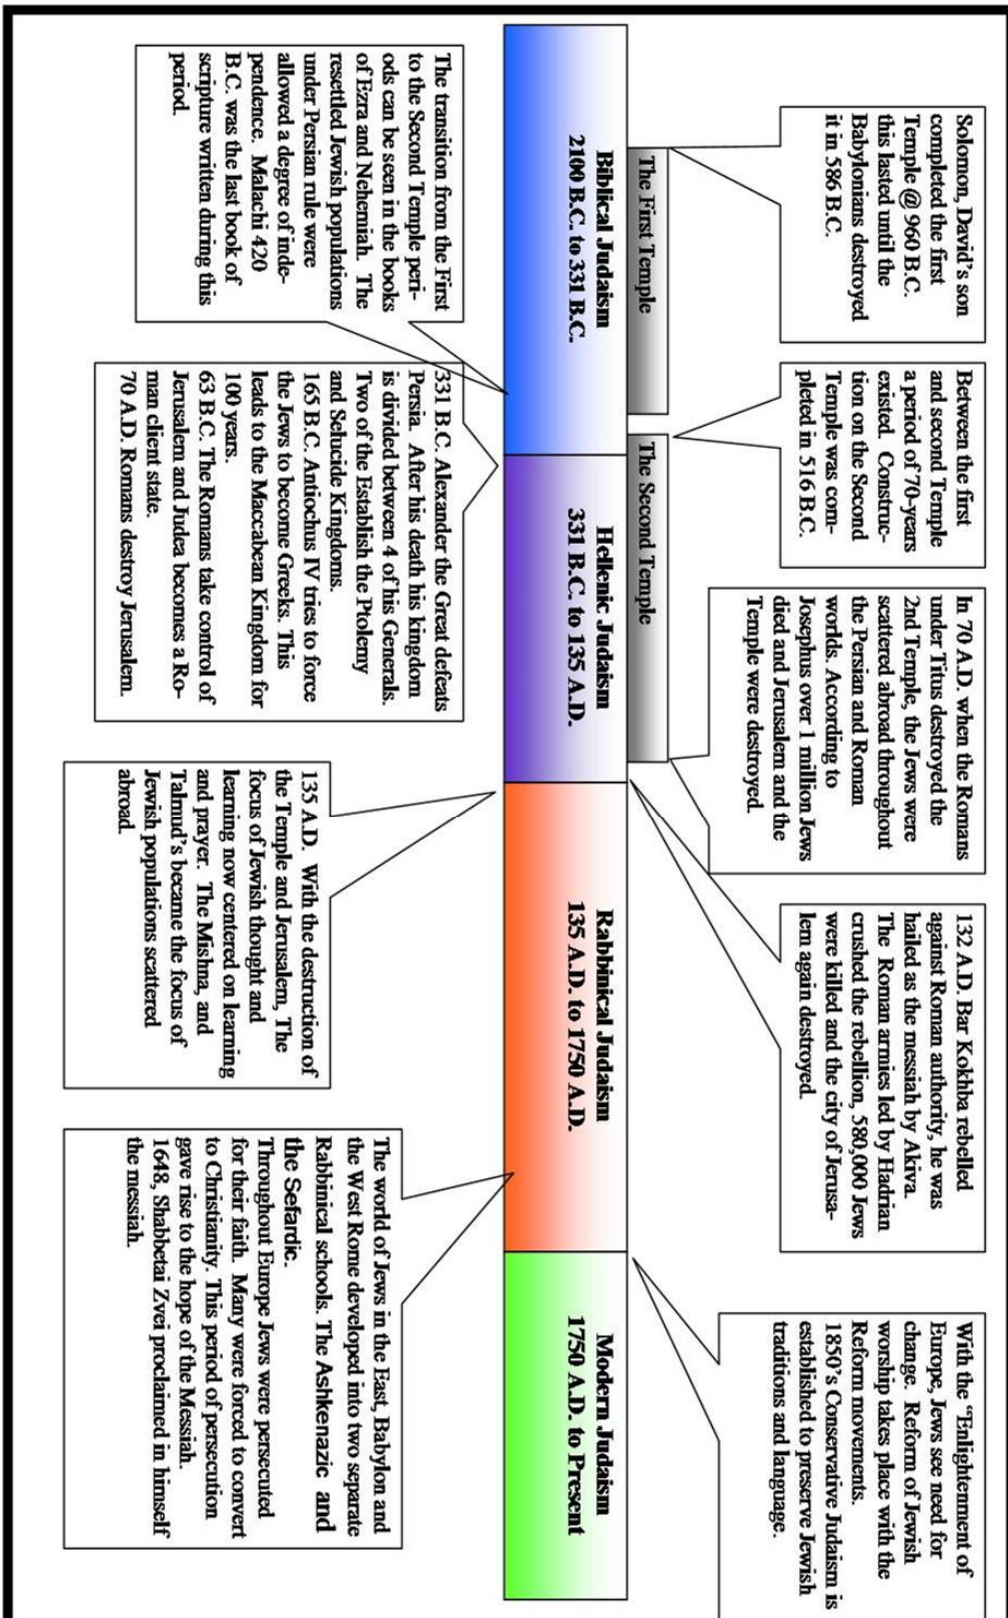 Solomon, David's son
completed the first
Temple @ 960 B.C.
this lasted until the
Babylonians destroyed
it in 586 B.C.
Between the first
and second Temple
a period of 70-years
existed. Construc-
tion on the Second
Temple was com-
pleted in 516 B.C.
In 70 A.D. when the Romans
under Titus destroyed the
2nd Temple, the Jews were
scattered abroad throughout
the Persian and Roman
worlds. According to
Josephus over 1 million Jews
died and Jerusalem and the
Temple were destroyed.
132 A.D. Bar Kokhba rebelled
against Roman authority, he was
hailed as the messiah by Akiva.
The Roman armies led by Hadrian
crushed the rebellion, 580,000 Jews
were killed and the city of Jerusa-
lem again destroyed.
With the "Enlightenment of
Europe, Jews see need for
change. Reform of Jewish
worship takes place with the
Reform movements.
1850's Conservative Judaism is
established to preserve Jewish
traditions and language.
The First Temple
The Second Temple
Biblical Judaism
2100 B.C. to 331 B.C.
Hellenic Judaism
331 B.C. to 135 A.D.
Rabbinical Judaism
135 A.D. to 1750 A.D.
Modern Judaism
1750 A.D. to Present
The transition from the First
to the Second Temple peri-
ods can be seen in the books
of Ezra and Nehemiah. The
resettled Jewish populations
under Persian rule were
allowed a degree of inde-
pendence. Malachi 420
B.C. was the last book of
scripture written during this
period.
331 B.C. Alexander the Great defeats
Persia. After his death his kingdom
is divided between 4 of his Generals.
Two of the Establish the Ptolemy
and Selucide Kingdoms.
165 B.C. Antiochus IV tries to force
the Jews to become Greeks. This
leads to the Maccabean Kingdom for
100 years.
63 B.C. The Romans take control of
Jerusalem and Judea becomes a Ro-
man client state.
70 A.D. Romans destroy Jerusalem.
135 A.D. With the destruction of
the Temple and Jerusalem, The
focus of Jewish thought and
learning now centered on learning
and prayer. The Mishna, and
Talmud's became the focus of
Jewish populations scattered
abroad.
The world of Jews in the East, Babylon and
the West Rome developed into two separate
Rabbinical schools. The Ashkenazic and
the Sefardic.
Throughout Europe Jews were persecuted
for their faith. Many were forced to convert
to Christianity. This period of persecution
gave rise to the hope of the Messiah.
1648, Shabbetai Zvei proclaimed in himself
the messiah.